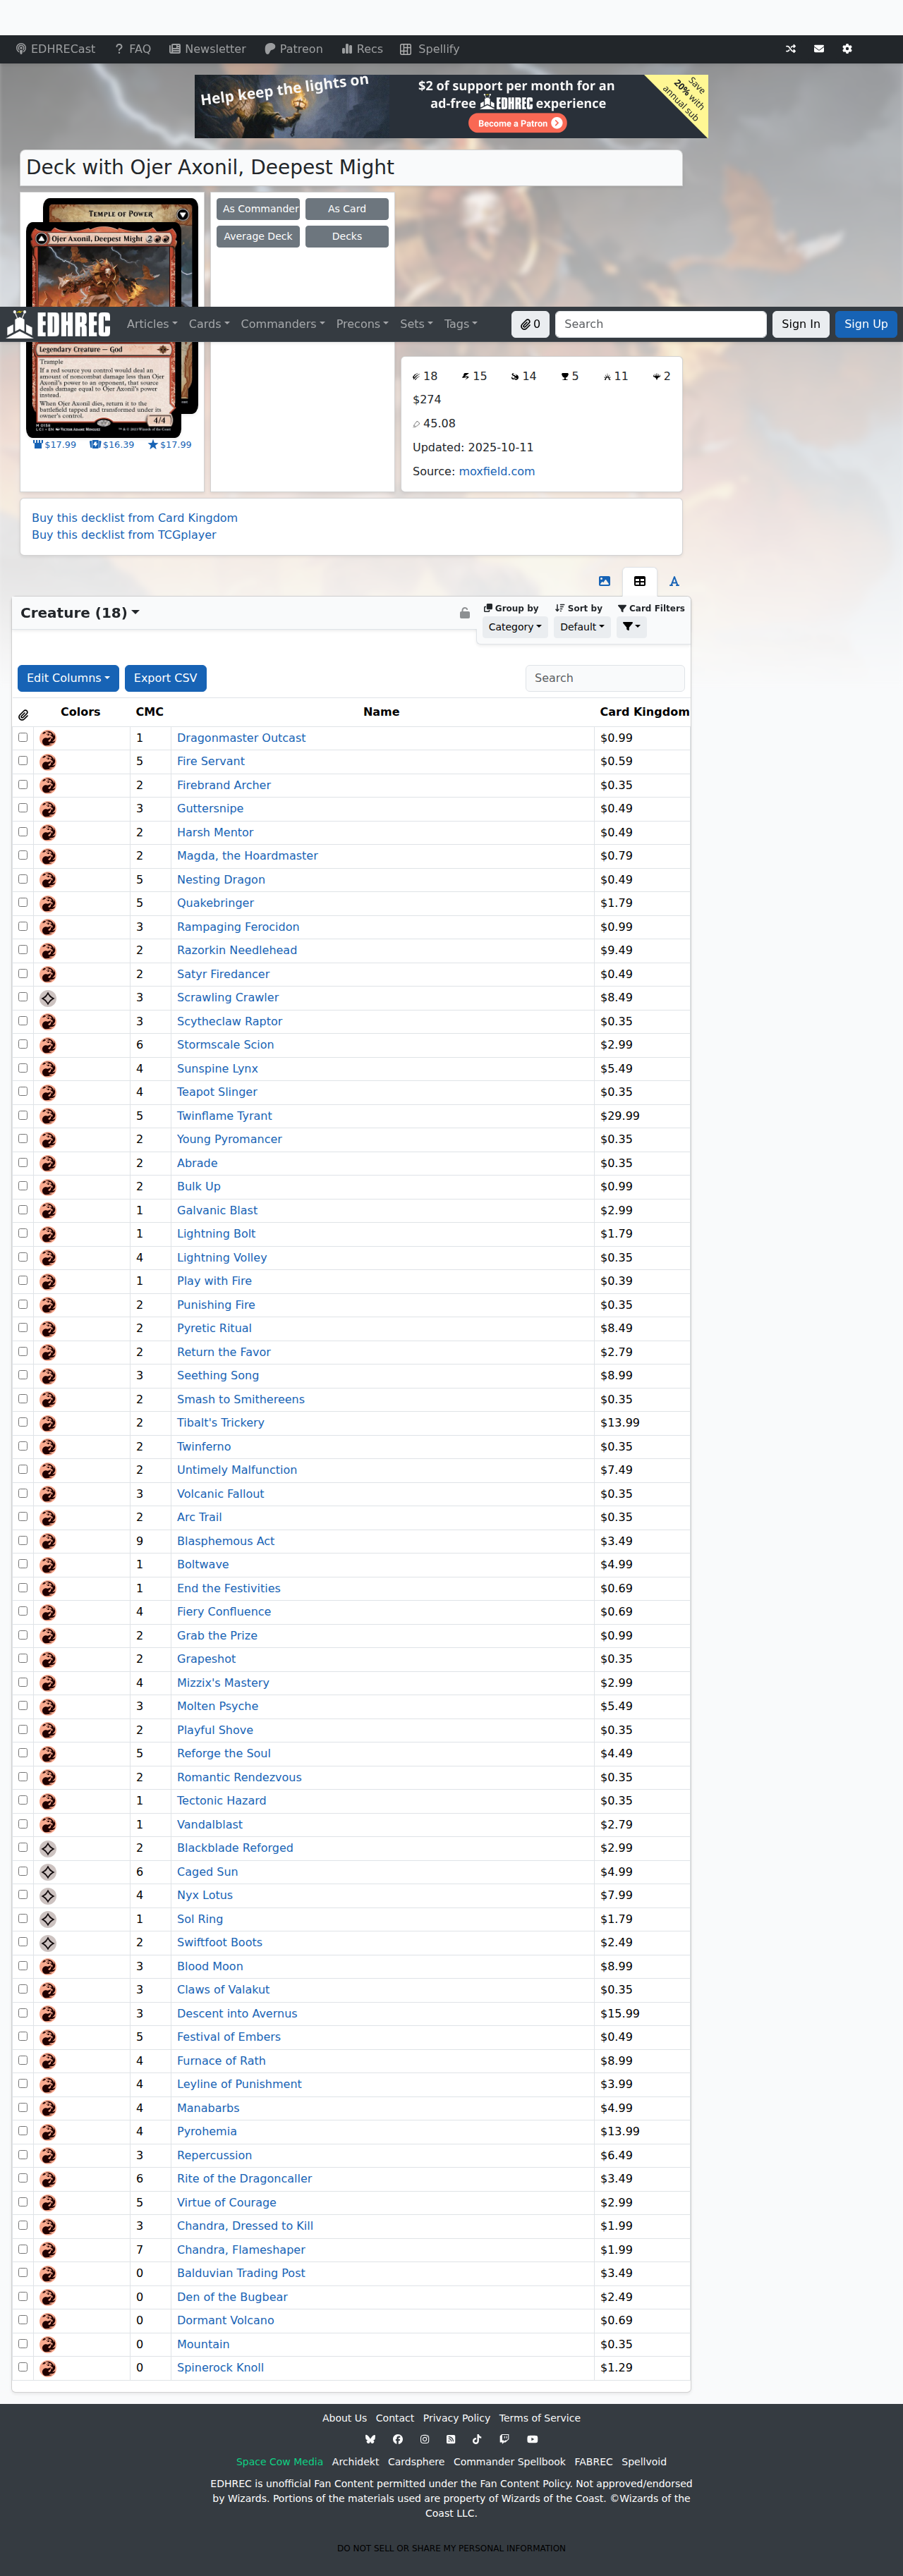 EDHRECast FAQ Newsletter Patreon Recs Spellify
Help keep the lights on
$2 of support per month for an
ad-free EDHREC experience
Become a Patron
Save
20% with
annual sub
Deck with Ojer Axonil, Deepest Might
Temple of Power
Ojer Axonil, Deepest Might
As Commander As Card
Average Deck Decks
EDHREC Articles Cards Commanders Precons Sets Tags 0 Search Sign In Sign Up
Legendary Creature — God
Trample
If a red source you control would deal an
amount of noncombat damage less than Ojer
Axonil's power to an opponent, that source
deals damage equal to Ojer Axonil's power
instead.
When Ojer Axonil dies, return it to the
battlefield tapped and transformed under its
owner's control.
4/4
$17.99 $16.39 $17.99
18 15 14 5 11 2
$274
45.08
Updated: 2025-10-11
Source: moxfield.com
Buy this decklist from Card Kingdom
Buy this decklist from TCGplayer
Creature (18)
Group by Sort by Card Filters
Category Default
Edit Columns Export CSV Search
Colors CMC Name Card Kingdom
1 Dragonmaster Outcast $0.99
5 Fire Servant $0.59
2 Firebrand Archer $0.35
3 Guttersnipe $0.49
2 Harsh Mentor $0.49
2 Magda, the Hoardmaster $0.79
5 Nesting Dragon $0.49
5 Quakebringer $1.79
3 Rampaging Ferocidon $0.99
2 Razorkin Needlehead $9.49
2 Satyr Firedancer $0.49
3 Scrawling Crawler $8.49
3 Scytheclaw Raptor $0.35
6 Stormscale Scion $2.99
4 Sunspine Lynx $5.49
4 Teapot Slinger $0.35
5 Twinflame Tyrant $29.99
2 Young Pyromancer $0.35
2 Abrade $0.35
2 Bulk Up $0.99
1 Galvanic Blast $2.99
1 Lightning Bolt $1.79
4 Lightning Volley $0.35
1 Play with Fire $0.39
2 Punishing Fire $0.35
2 Pyretic Ritual $8.49
2 Return the Favor $2.79
3 Seething Song $8.99
2 Smash to Smithereens $0.35
2 Tibalt's Trickery $13.99
2 Twinferno $0.35
2 Untimely Malfunction $7.49
3 Volcanic Fallout $0.35
2 Arc Trail $0.35
9 Blasphemous Act $3.49
1 Boltwave $4.99
1 End the Festivities $0.69
4 Fiery Confluence $0.69
2 Grab the Prize $0.99
2 Grapeshot $0.35
4 Mizzix's Mastery $2.99
3 Molten Psyche $5.49
2 Playful Shove $0.35
5 Reforge the Soul $4.49
2 Romantic Rendezvous $0.35
1 Tectonic Hazard $0.35
1 Vandalblast $2.79
2 Blackblade Reforged $2.99
6 Caged Sun $4.99
4 Nyx Lotus $7.99
1 Sol Ring $1.79
2 Swiftfoot Boots $2.49
3 Blood Moon $8.99
3 Claws of Valakut $0.35
3 Descent into Avernus $15.99
5 Festival of Embers $0.49
4 Furnace of Rath $8.99
4 Leyline of Punishment $3.99
4 Manabarbs $4.99
4 Pyrohemia $13.99
3 Repercussion $6.49
6 Rite of the Dragoncaller $3.49
5 Virtue of Courage $2.99
3 Chandra, Dressed to Kill $1.99
7 Chandra, Flameshaper $1.99
0 Balduvian Trading Post $3.49
0 Den of the Bugbear $2.49
0 Dormant Volcano $0.69
0 Mountain $0.35
0 Spinerock Knoll $1.29
About Us Contact Privacy Policy Terms of Service
Space Cow Media Archidekt Cardsphere Commander Spellbook FABREC Spellvoid
EDHREC is unofficial Fan Content permitted under the Fan Content Policy. Not approved/endorsed
by Wizards. Portions of the materials used are property of Wizards of the Coast. ©Wizards of the
Coast LLC.
DO NOT SELL OR SHARE MY PERSONAL INFORMATION